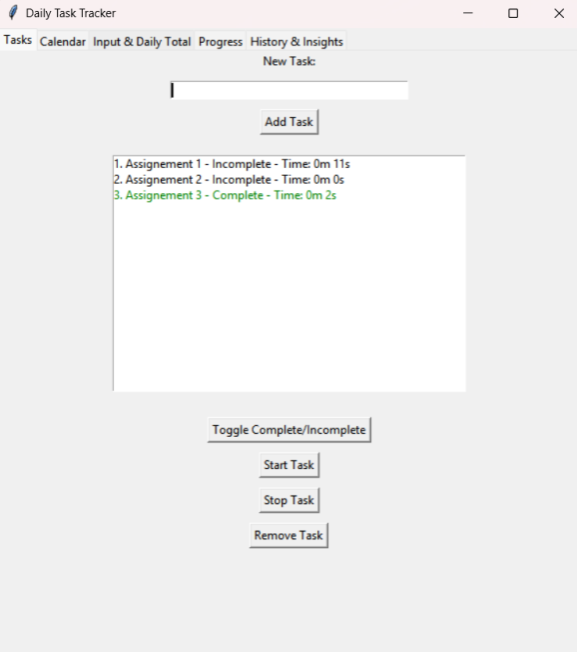 Daily Task Tracker
Tasks Calendar Input & Daily Total Progress History & Insights
New Task:
Add Task
1. Assignement 1 - Incomplete - Time: 0m 11s
2. Assignement 2 - Incomplete - Time: 0m 0s
3. Assignement 3 - Complete - Time: 0m 2s
Toggle Complete/Incomplete
Start Task
Stop Task
Remove Task